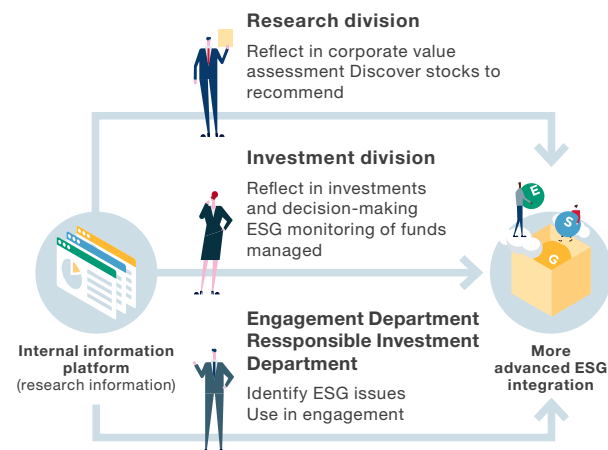 Research division
Reflect in corporate value
assessment Discover stocks to
recommend
Investment division
Reflect in investments
and decision-making
ESG monitoring of funds
managed
E
S
G
Internal information
platform
(research information)
Engagement Department
Ressponsible Investment
Department
Identify ESG issues
Use in engagement
More
advanced ESG
integration